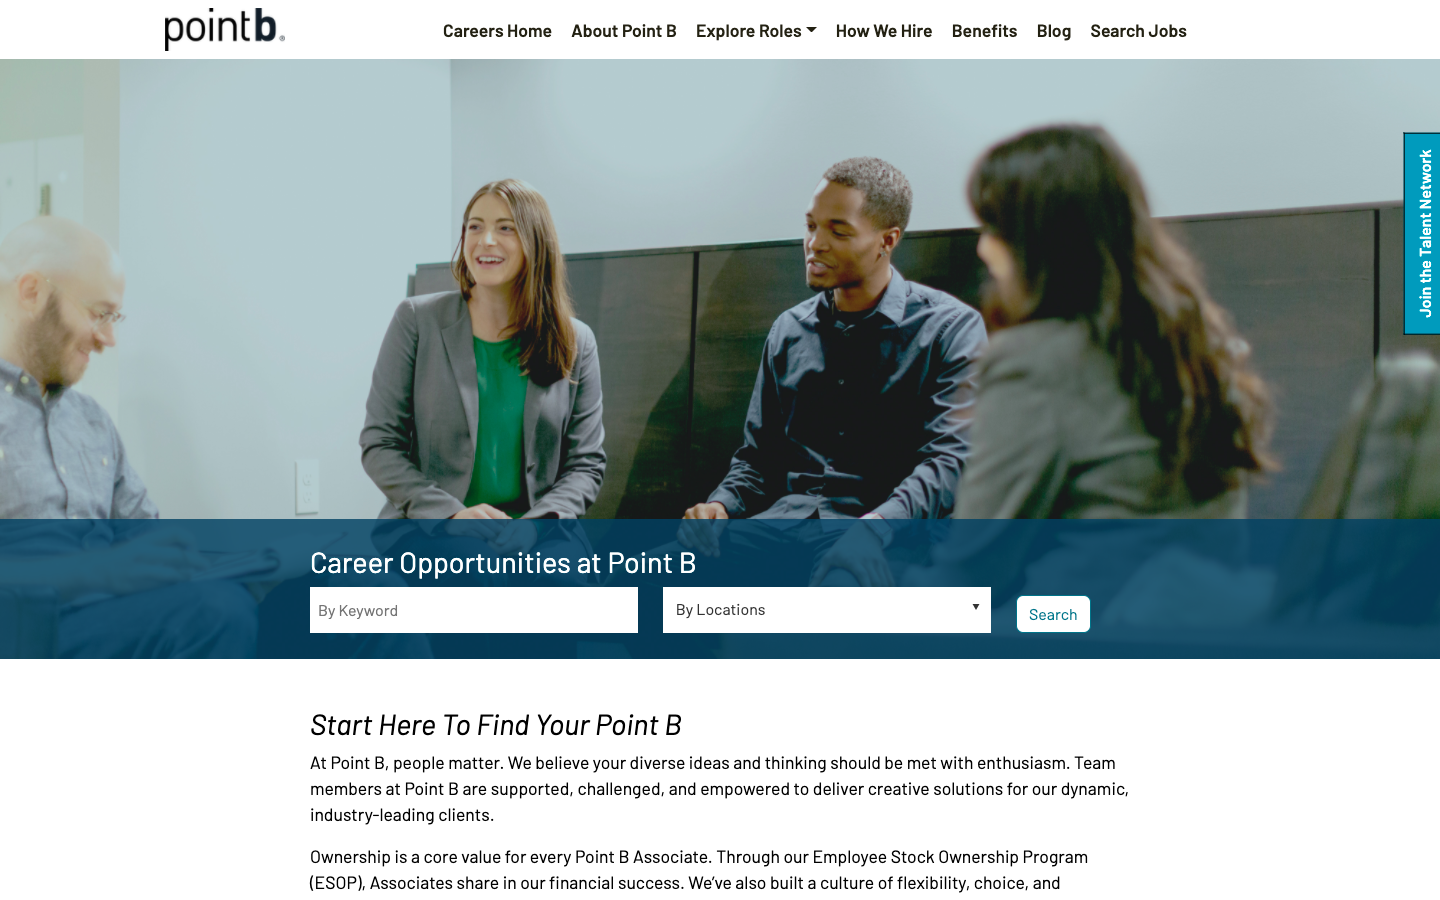 pointb®
Careers Home About Point B Explore Roles How We Hire Benefits Blog Search Jobs
Join the Talent Network
Career Opportunities at Point B
By Keyword
By Locations
Search
Start Here To Find Your Point B
At Point B, people matter. We believe your diverse ideas and thinking should be met with enthusiasm. Team
members at Point B are supported, challenged, and empowered to deliver creative solutions for our dynamic,
industry-leading clients.
Ownership is a core value for every Point B Associate. Through our Employee Stock Ownership Program
(ESOP), Associates share in our financial success. We’ve also built a culture of flexibility, choice, and